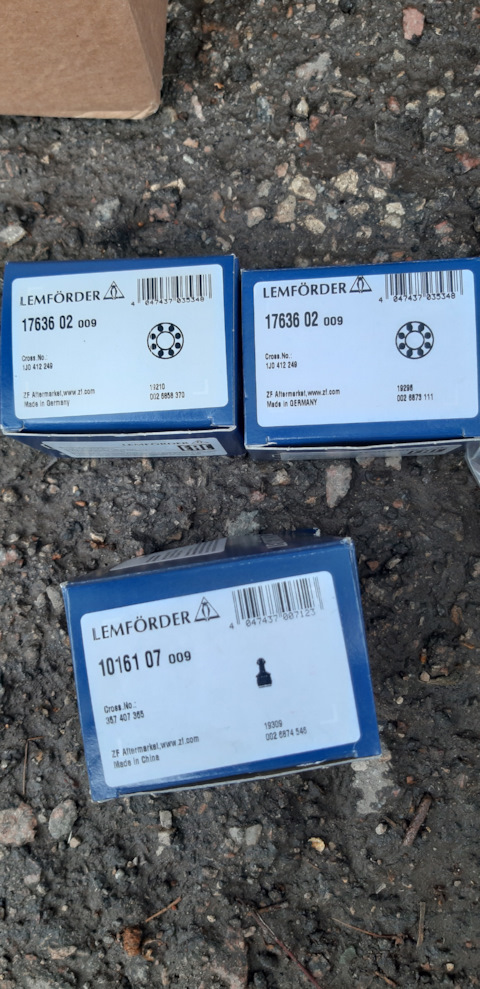 LEMFÖRDER
4 047437 035348
17636 02 009
Cross.No.:
1J0 412 249
ZF Aftermarket,www.zf.com
Made in Germany
19210
002 6858 370
LEMFÖRDER
LEMFÖRDER
4 047437 035348
17636 02 009
Cross.No.:
1J0 412 249
ZF Aftermarket,www.zf.com
Made in GERMANY
19296
002 6873 111
LEMFÖRDER
4 047437 007123
10161 07 009
Cross.No.:
357 407 365
ZF Aftermarket,www.zf.com
Made in China
19309
002 6874 546